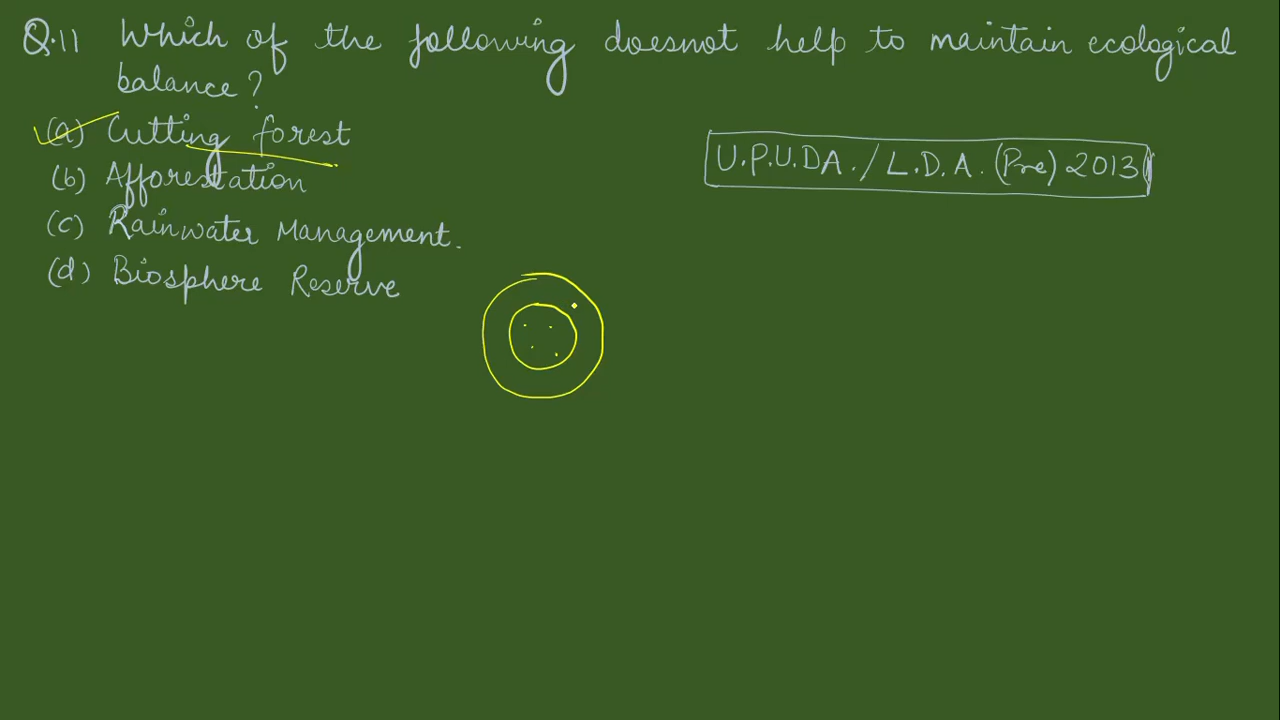 Q.11 Which of the following doesnot help to maintain ecological
balance?
(a) Cutting forest
(b) Afforestation
(c) Rainwater Management.
(d) Biosphere Reserve
U.P.U.DA./L.D.A. (Pre) 2013